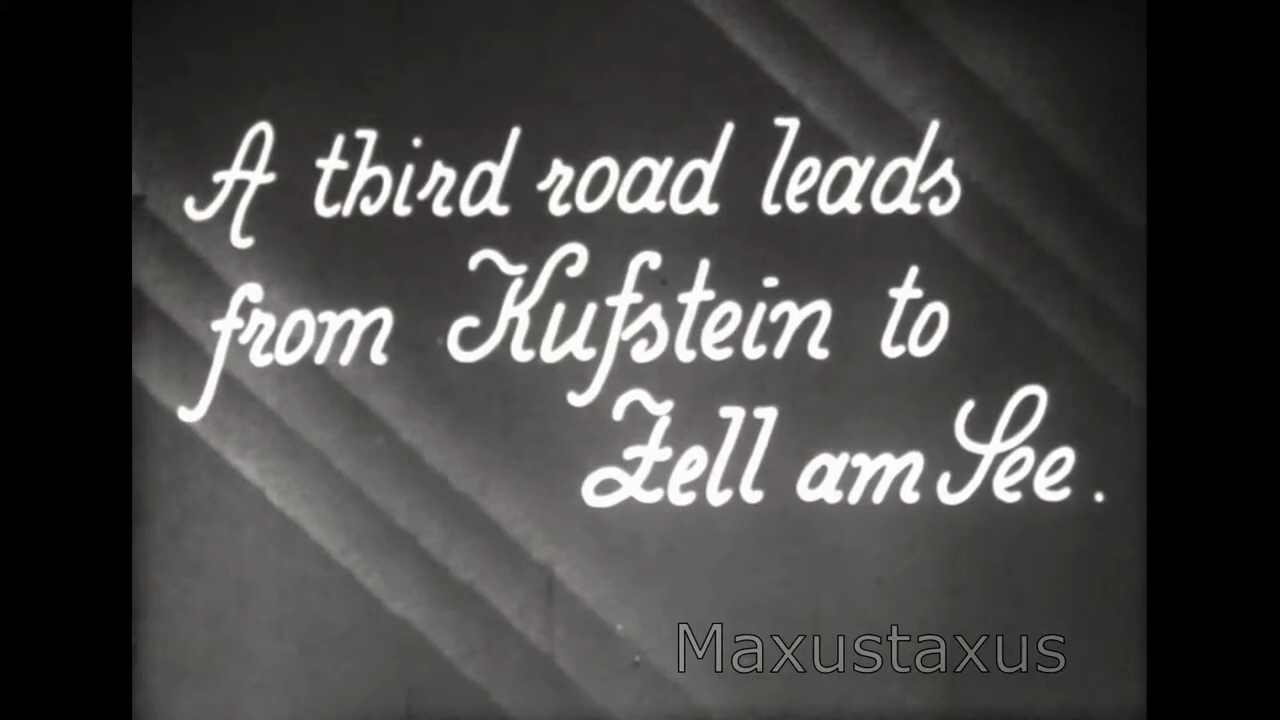 A third road leads
from Kufstein to
Zell am See.
Maxustaxus